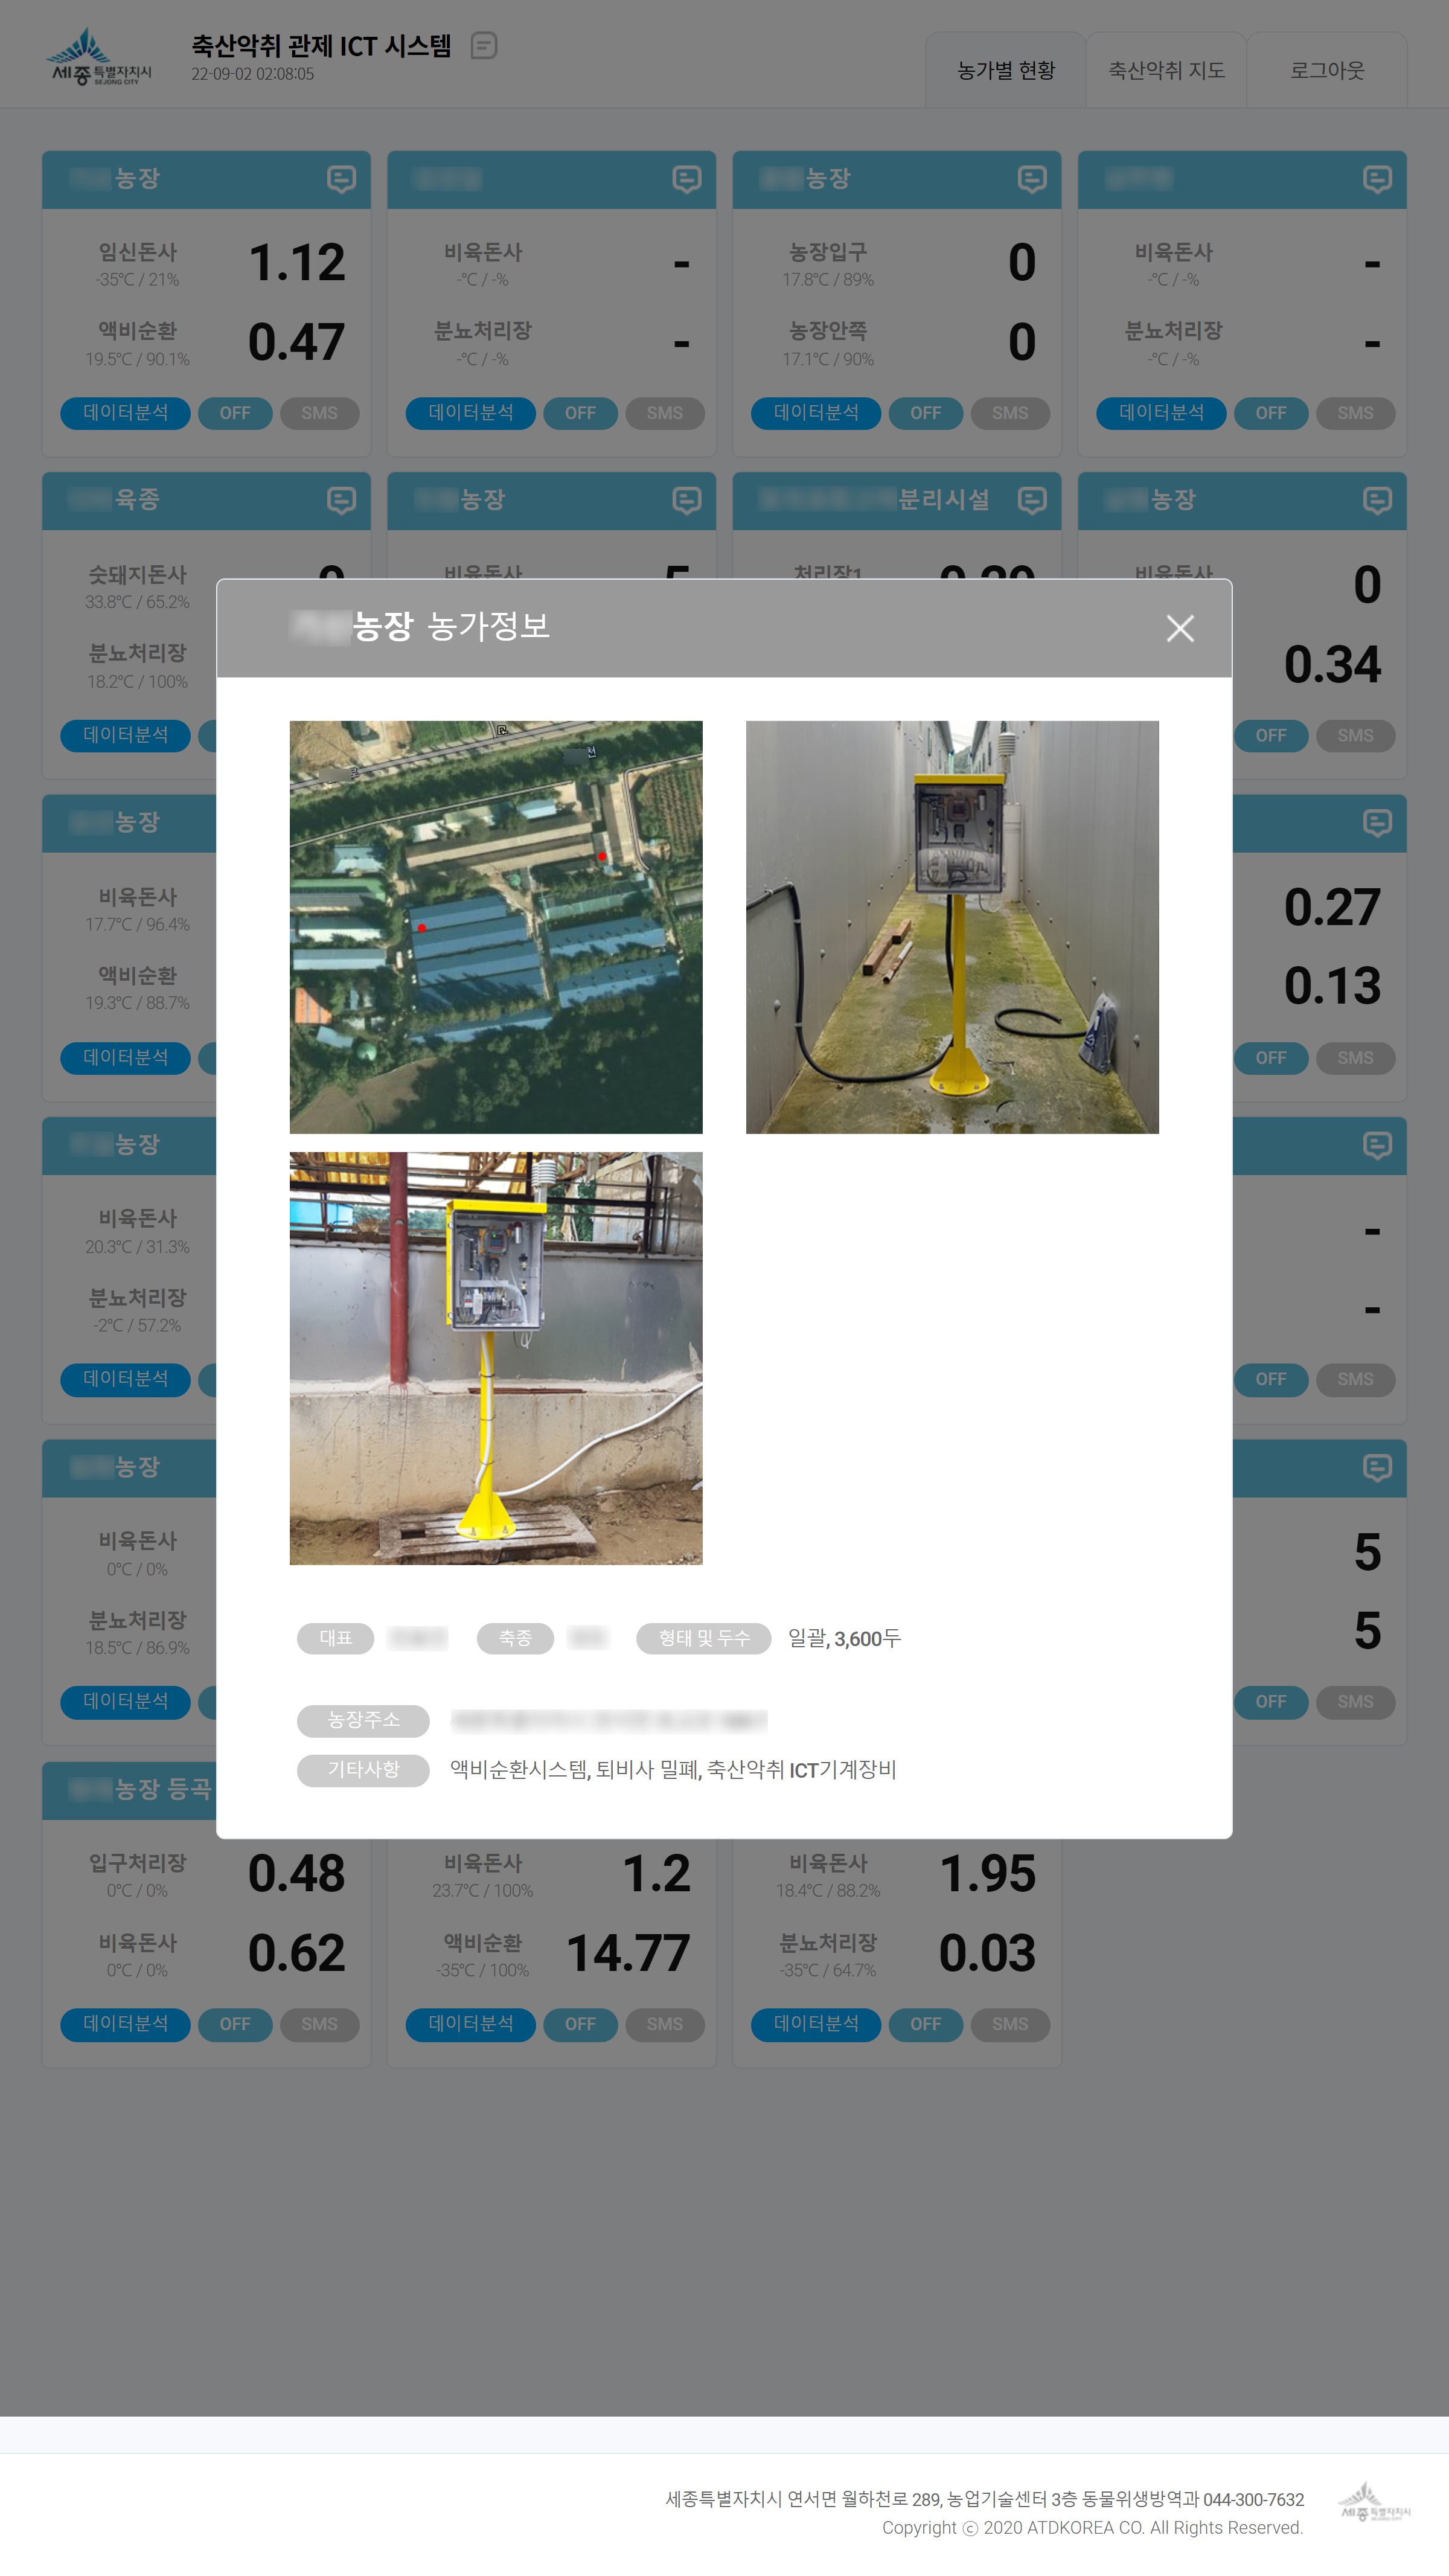 세종특별자치시
SEJONG CITY
축산악취 관제 ICT 시스템
22-09-02 02:08:05
농가별 현황
축산악취 지도
로그아웃
농장
임신돈사
-35℃ / 21%
1.12
액비순환
19.5℃ / 90.1%
0.47
데이터분석 OFF SMS
비육돈사
-℃ / -%
-
분뇨처리장
-℃ / -%
-
데이터분석 OFF SMS
농장
농장입구
17.8℃ / 89%
0
농장안쪽
17.1℃ / 90%
0
데이터분석 OFF SMS
비육돈사
-℃ / -%
-
분뇨처리장
-℃ / -%
-
데이터분석 OFF SMS
육종
숫돼지돈사
33.8℃ / 65.2%
분뇨처리장
18.2℃ / 100%
데이터분석
농장
비육돈사
분리시설
처리장1
농장
비육돈사
0
0.34
OFF SMS
농장 농가정보
농장
비육돈사
17.7℃ / 96.4%
액비순환
19.3℃ / 88.7%
데이터분석
0.27
0.13
OFF SMS
농장
비육돈사
20.3℃ / 31.3%
분뇨처리장
-2℃ / 57.2%
데이터분석
-
-
OFF SMS
농장
비육돈사
0℃ / 0%
분뇨처리장
18.5℃ / 86.9%
데이터분석
5
5
OFF SMS
대표
축종
형태 및 두수 일괄, 3,600두
농장주소
기타사항 액비순환시스템, 퇴비사 밀폐, 축산악취 ICT기계장비
농장 등곡
입구처리장
0℃ / 0%
0.48
비육돈사
0℃ / 0%
0.62
데이터분석 OFF SMS
비육돈사
23.7℃ / 100%
1.2
액비순환
-35℃ / 100%
14.77
데이터분석 OFF SMS
비육돈사
18.4℃ / 88.2%
1.95
분뇨처리장
-35℃ / 64.7%
0.03
데이터분석 OFF SMS
세종특별자치시 연서면 월하천로 289, 농업기술센터 3층 동물위생방역과 044-300-7632
Copyright ⓒ 2020 ATDKOREA CO. All Rights Reserved.
세종특별자치시